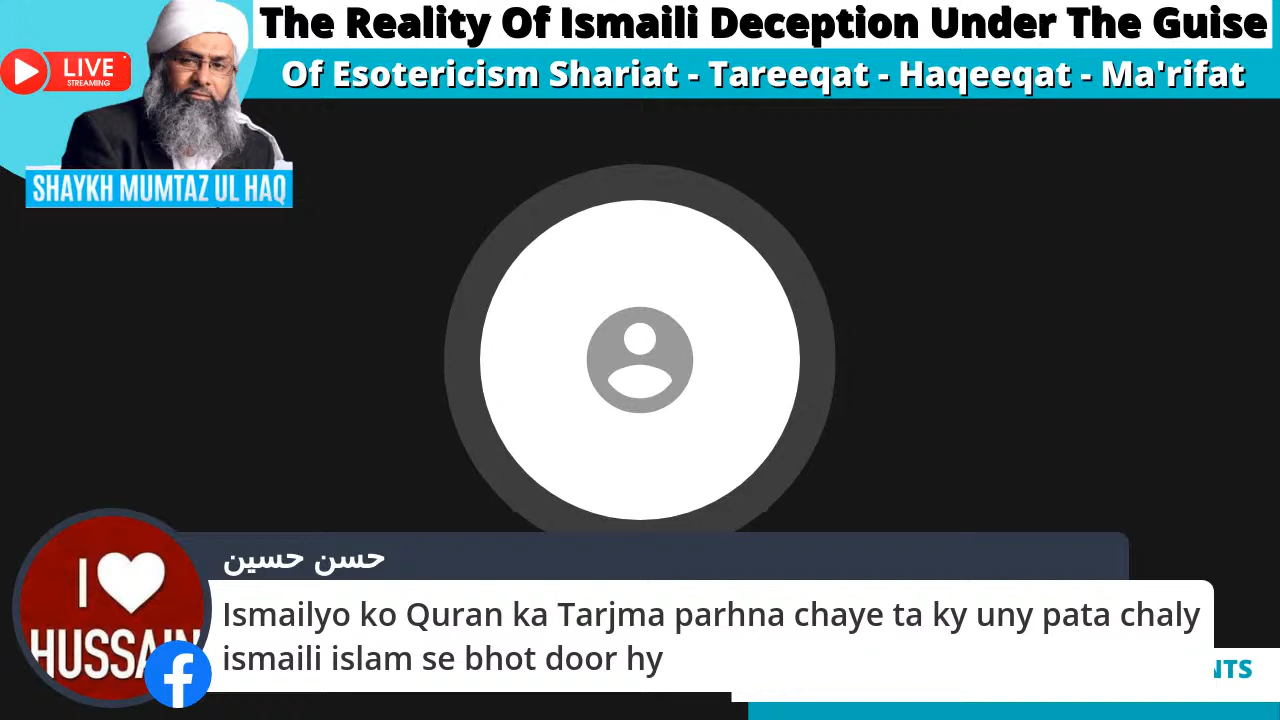 The Reality Of Ismaili Deception Under The Guise
Of Esotericism Shariat - Tareeqat - Haqeeqat - Ma'rifat
LIVE
STREAMING
SHAYKH MUMTAZ UL HAQ
حسن حسین
Ismailyo ko Quran ka Tarjma parhna chaye ta ky uny pata chaly
ismaili islam se bhot door hy
I
HUSSAIN